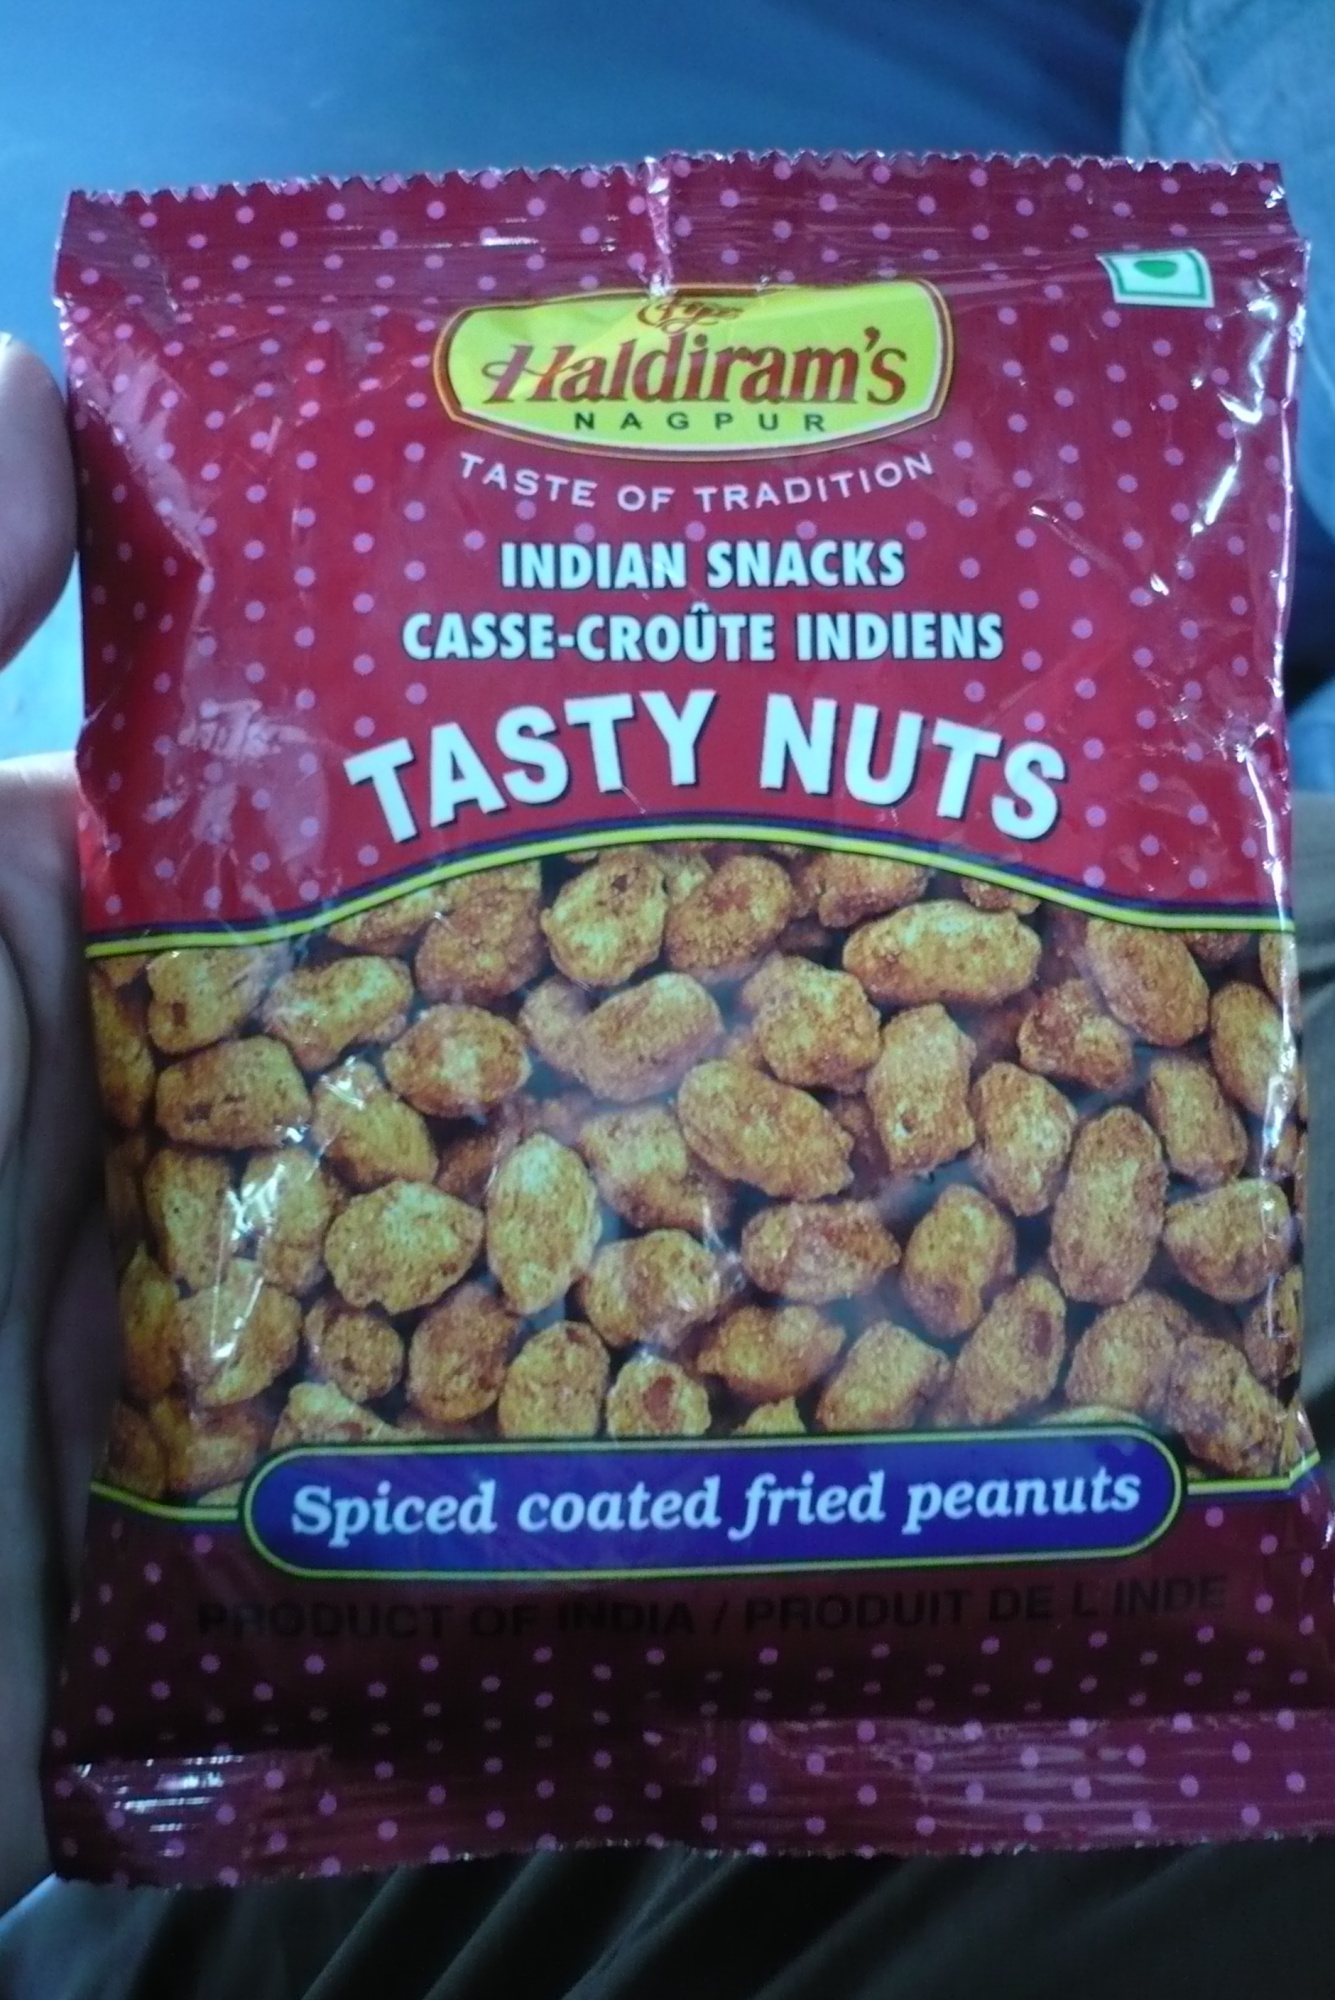 Haldiram's
NAGPUR
TASTE OF TRADITION
INDIAN SNACKS
CASSE-CROÛTE INDIENS
TASTY NUTS
Spiced coated fried peanuts
PRODUCT OF INDIA / PRODUIT DE L INDE